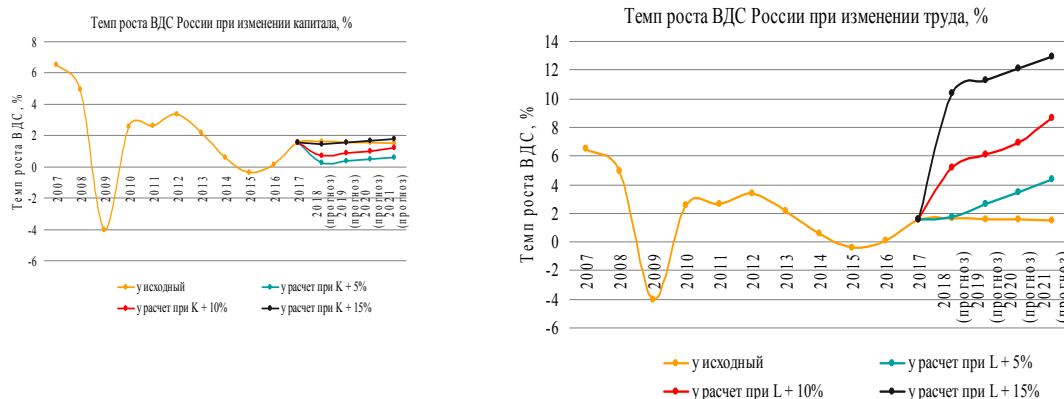 Темп роста ВДС России при изменении капитала, %
Темп роста ВДС, %
8
6
4
2
0
-2
-4
-6
2007
2008
2009
2010
2011
2012
2013
2014
2015
2016
2017
2018
(прогноз)
2019
(прогноз)
2020
(прогноз)
2021
(прогноз)
у исходный
у расчет при K + 5%
у расчет при K + 10%
у расчет при K + 15%
Темп роста ВДС России при изменении труда, %
Темп роста ВДС, %
14
12
10
8
6
4
2
0
-2
-4
-6
2007
2008
2009
2010
2011
2012
2013
2014
2015
2016
2017
2018
(прогноз)
2019
(прогноз)
2020
(прогноз)
2021
(прогноз)
у исходный
у расчет при L + 5%
у расчет при L + 10%
у расчет при L + 15%